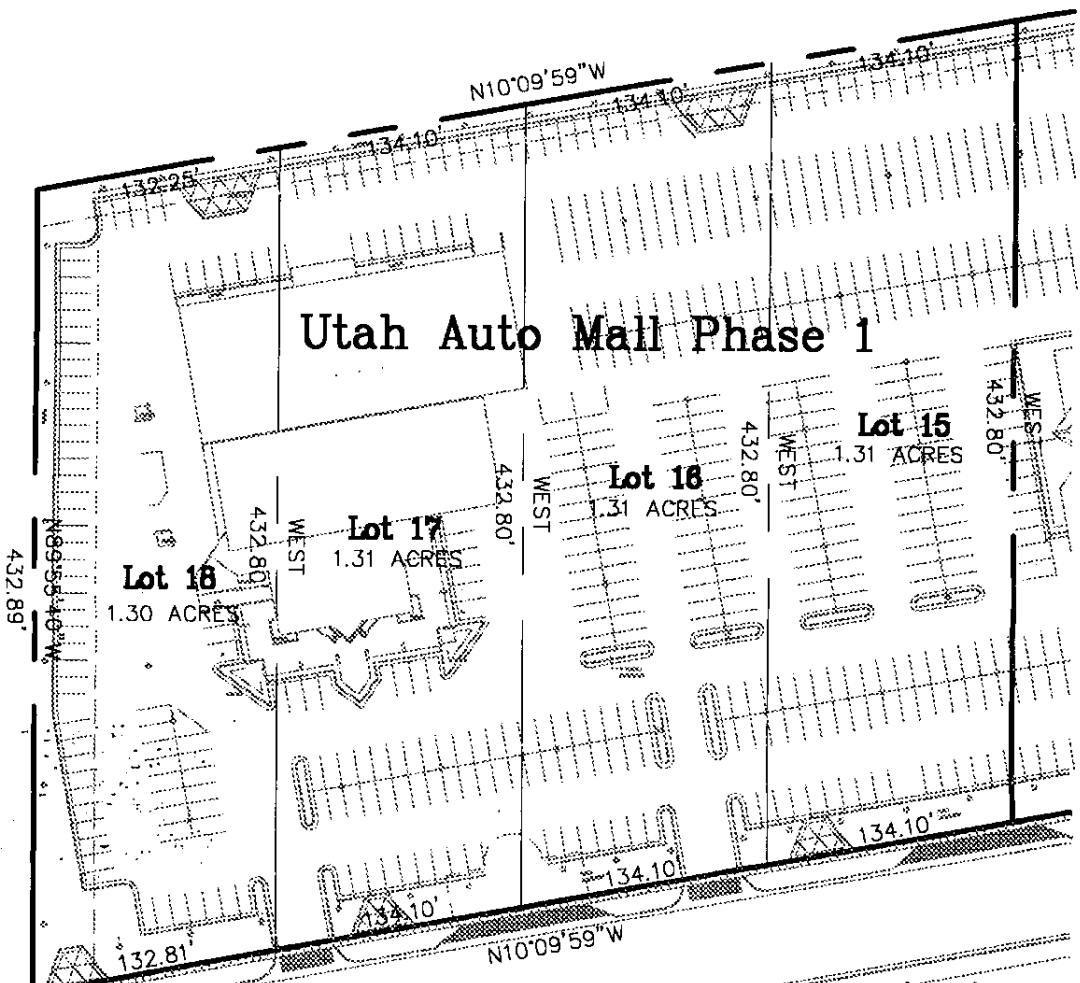 N10°09'59"W
134.10'
134.10'
134.10'
132.25'
Utah Auto Mall Phase 1
432.80'
WEST
Lot 15
1.31 ACRES
432.80'
WEST
Lot 16
1.31 ACRES
432.80'
WEST
Lot 17
1.31 ACRES
432.80'
WEST
Lot 18
1.30 ACRES
432.89'
N89°55'40"W
134.10'
134.10
134.10'
132.81'
N10°09'59"W